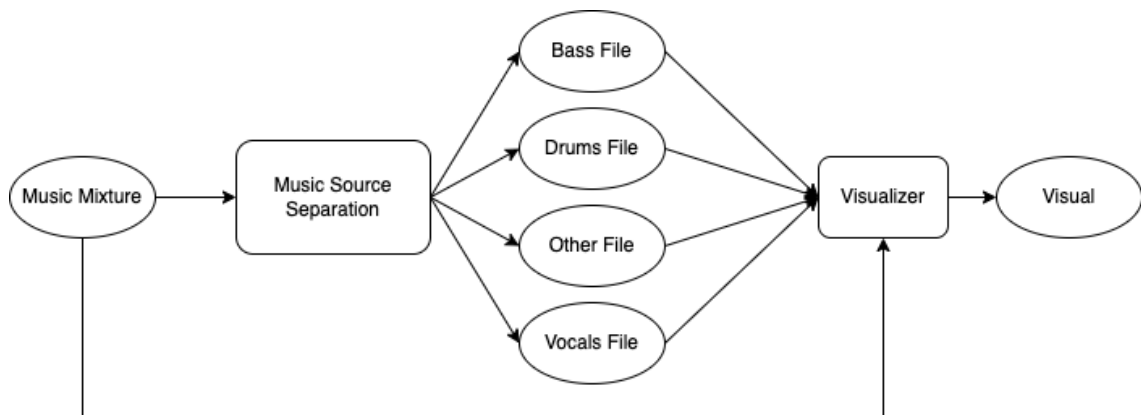 Bass File
Drums File
Music Mixture
Music Source
Separation
Visualizer
Visual
Other File
Vocals File